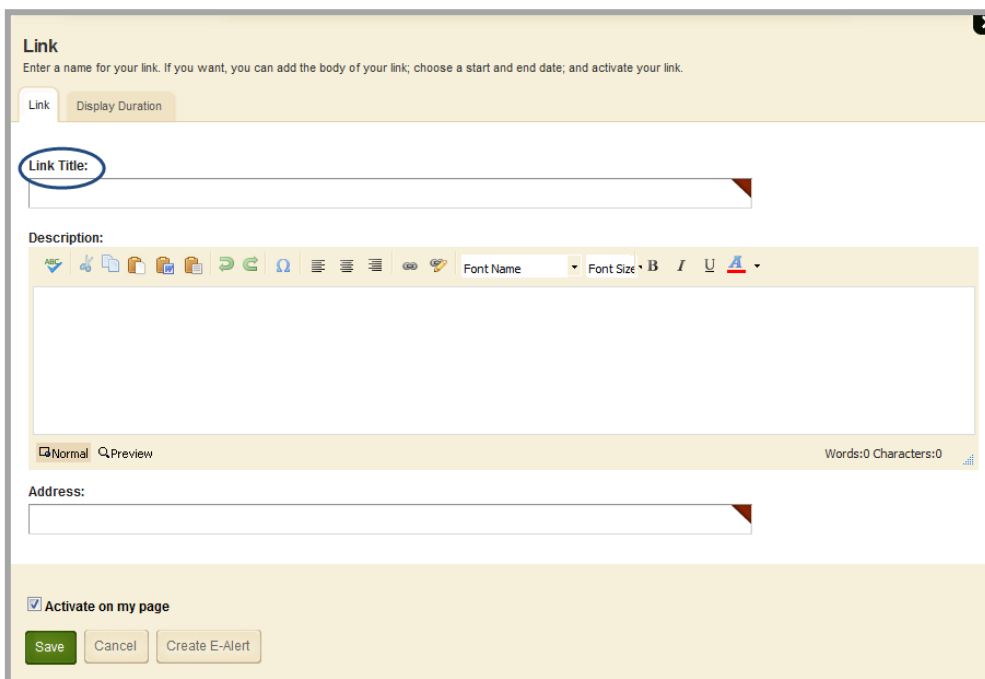 Link
Enter a name for your link. If you want, you can add the body of your link; choose a start and end date; and activate your link.
Link Display Duration
Link Title:
Description:
ABC Ω Font Name Font Size B I U A
Normal Preview Words:0 Characters:0
Address:
Activate on my page
Save Cancel Create E-Alert